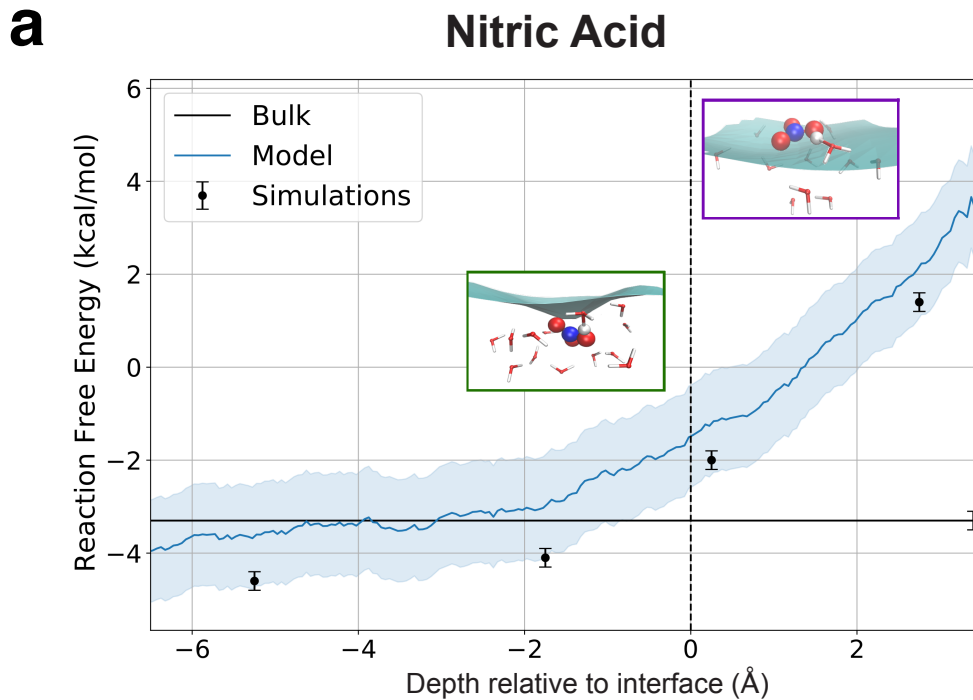 a
Nitric Acid
Reaction Free Energy (kcal/mol)
6
4
2
0
−2
−4
Bulk
Model
Simulations
−6
−4
−2
0
2
Depth relative to interface (Å)